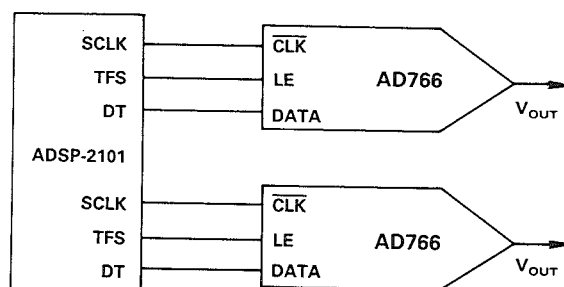 SCLK
TFS
DT
ADSP-2101
SCLK
TFS
DT
CLK
LE
DATA
AD766
VOUT
CLK
LE
DATA
AD766
VOUT